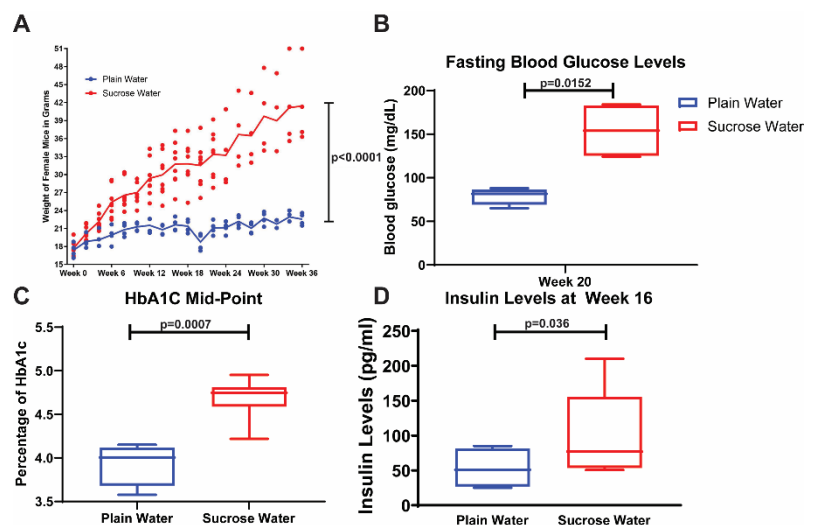 A
Weight of Female Mice in Grams
51
48
45
42
39
36
33
30
27
24
21
18
15
Plain Water
Sucrose Water
p<0.0001
Week 0
Week 6
Week 12
Week 18
Week 24
Week 30
Week 36
B
Fasting Blood Glucose Levels
p=0.0152
Blood glucose (mg/dL)
200
150
100
50
0
Week 20
Plain Water
Sucrose Water
C
HbA1C Mid-Point
p=0.0007
Percentage of HbA1c
5.5
5.0
4.5
4.0
3.5
Plain Water
Sucrose Water
D
Insulin Levels at Week 16
p=0.036
Insulin Levels (pg/ml)
250
200
150
100
50
0
Plain Water
Sucrose Water